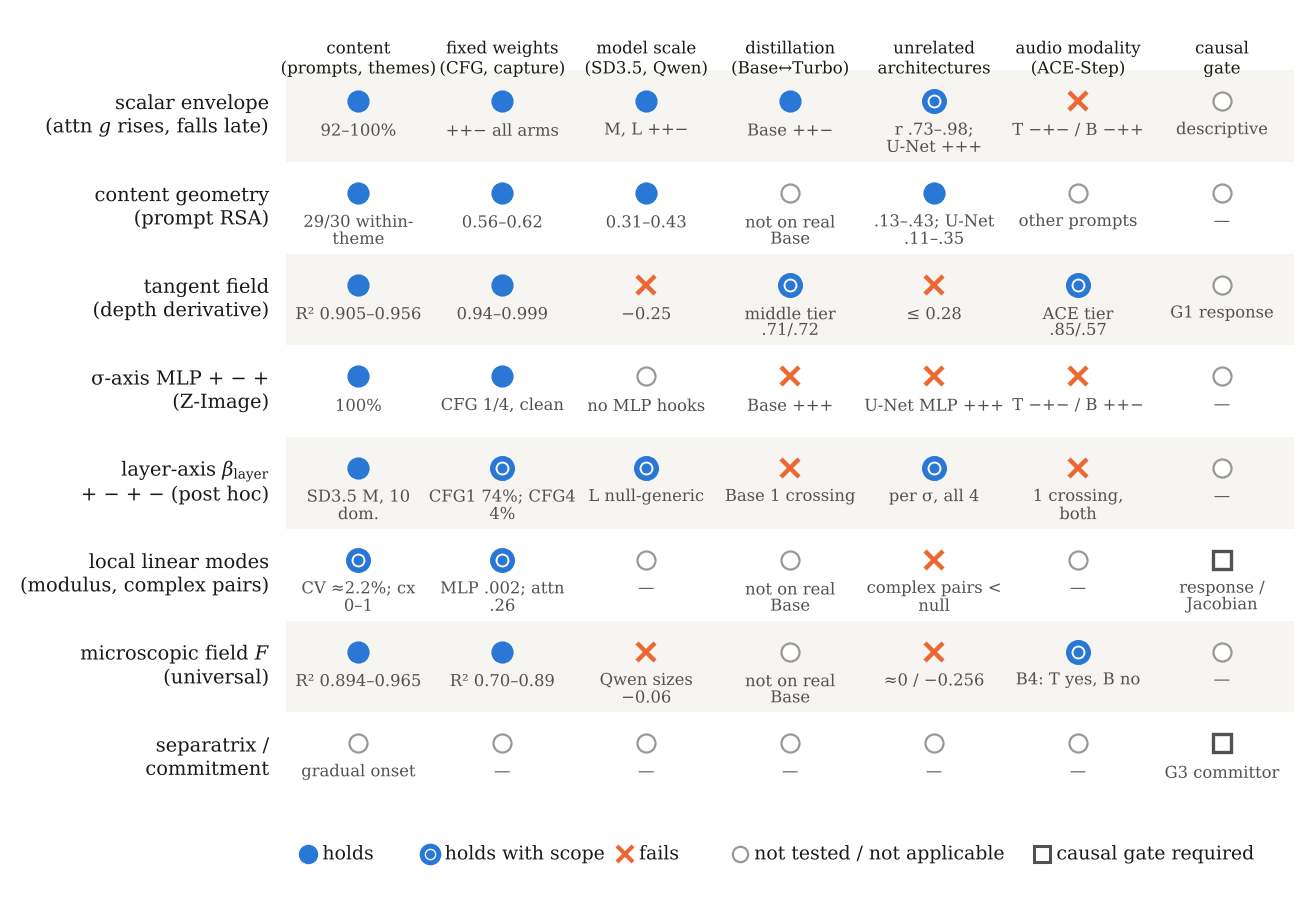 content
(prompts, themes)
fixed weights
(CFG, capture)
model scale
(SD3.5, Qwen)
distillation
(Base↔Turbo)
unrelated
architectures
audio modality
(ACE-Step)
causal
gate
scalar envelope
(attn g rises, falls late)
92–100%
++− all arms
M, L ++−
Base ++−
r .73–.98;
U-Net +++
T −+− / B −++
descriptive
content geometry
(prompt RSA)
29/30 within-
theme
0.56–0.62
0.31–0.43
not on real
Base
.13–.43; U-Net
.11–.35
other prompts
—
tangent field
(depth derivative)
R² 0.905–0.956
0.94–0.999
−0.25
middle tier
.71/.72
≤ 0.28
ACE tier
.85/.57
G1 response
σ-axis MLP + − +
(Z-Image)
100%
CFG 1/4, clean
no MLP hooks
Base +++
U-Net MLP +++
T −+− / B ++−
—
layer-axis βlayer
+ − + − (post hoc)
SD3.5 M, 10
dom.
CFG1 74%; CFG4
4%
L null-generic
Base 1 crossing
per σ, all 4
1 crossing,
both
—
local linear modes
(modulus, complex pairs)
CV ≈2.2%; cx
0–1
MLP .002; attn
.26
—
not on real
Base
complex pairs <
null
—
response /
Jacobian
microscopic field F
(universal)
R² 0.894–0.965
R² 0.70–0.89
Qwen sizes
−0.06
not on real
Base
≈0 / −0.256
B4: T yes, B no
—
separatrix /
commitment
gradual onset
—
—
—
—
—
G3 committor
holds
holds with scope
fails
not tested / not applicable
causal gate required